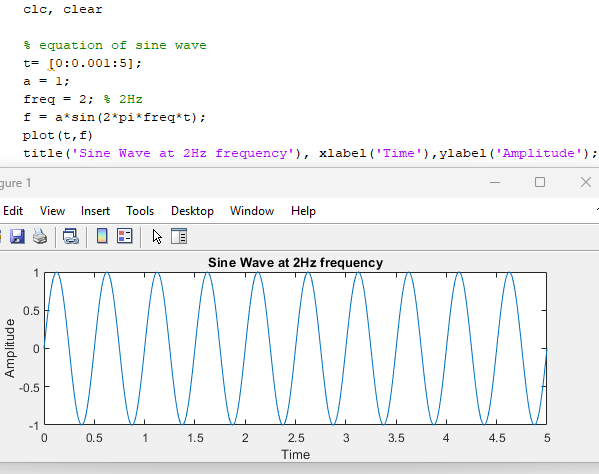 clc, clear
% equation of sine wave
t= [0:0.001:5];
a = 1;
freq = 2; % 2Hz
f = a*sin(2*pi*freq*t);
plot(t,f)
title('Sine Wave at 2Hz frequency'), xlabel('Time'),ylabel('Amplitude');
gure 1
Edit View Insert Tools Desktop Window Help
Sine Wave at 2Hz frequency
1
0.5
0
-0.5
-1
Amplitude
0 0.5 1 1.5 2 2.5 3 3.5 4 4.5 5
Time